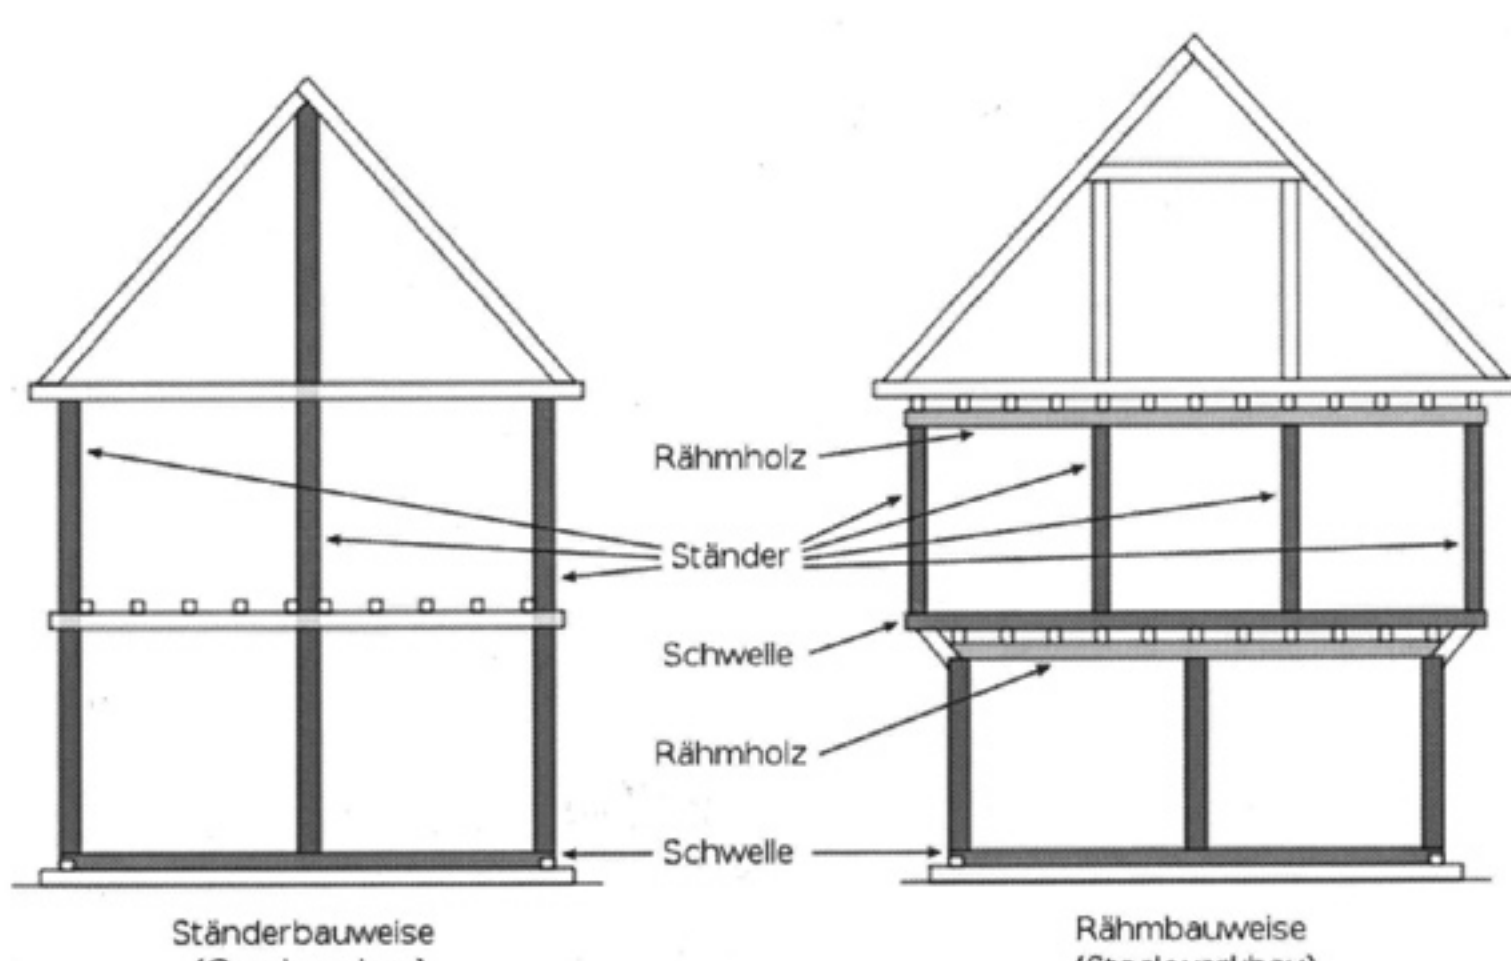 Rähmholz
Ständer
Schwelle
Rähmholz
Schwelle
Ständerbauweise
Rähmbauweise